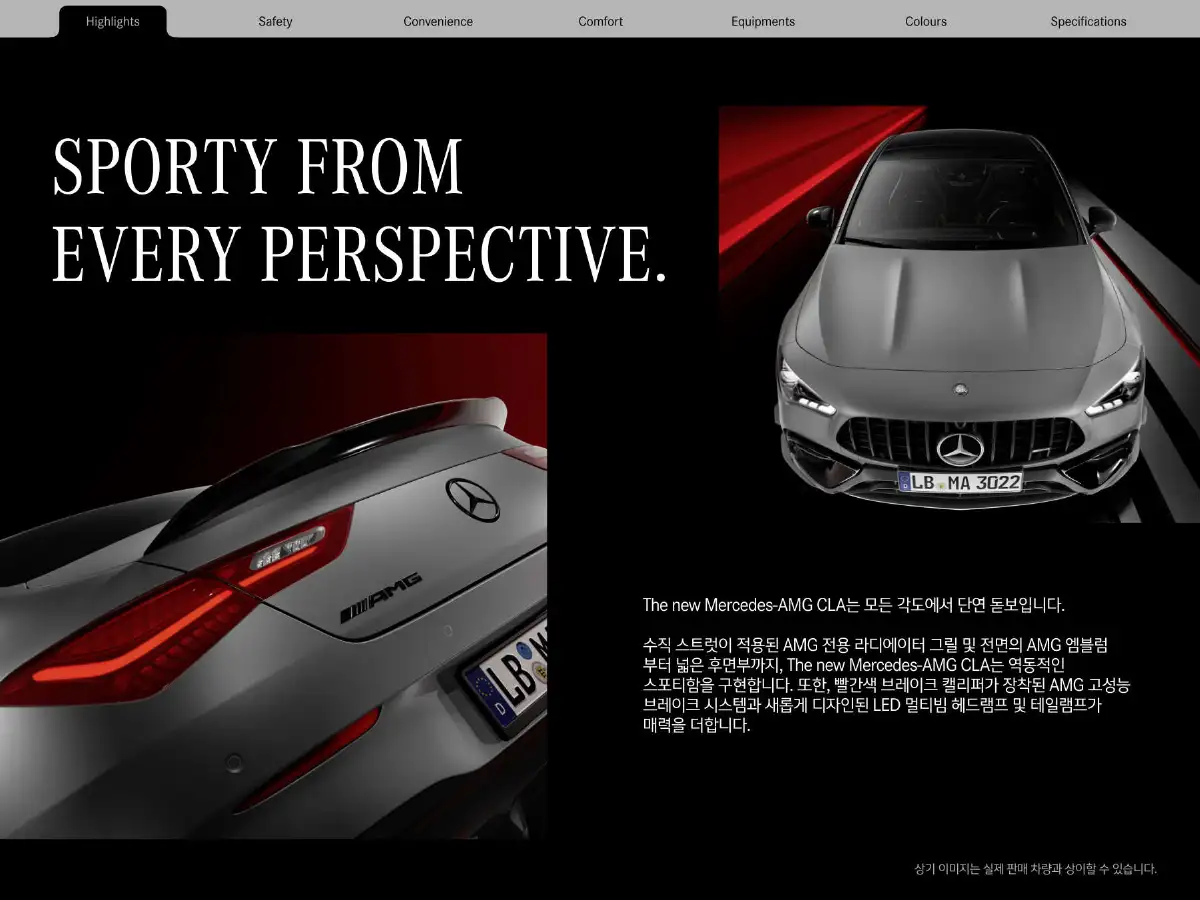 Highlights
Safety
Convenience
Comfort
Equipments
Colours
Specifications
SPORTY FROM
EVERY PERSPECTIVE.
LB MA 3022
AMG
LB M
D
The new Mercedes-AMG CLA는 모든 각도에서 단연 돋보입니다.
수직 스트럿이 적용된 AMG 전용 라디에이터 그릴 및 전면의 AMG 엠블럼
부터 넓은 후면부까지, The new Mercedes-AMG CLA는 역동적인
스포티함을 구현합니다. 또한, 빨간색 브레이크 캘리퍼가 장착된 AMG 고성능
브레이크 시스템과 새롭게 디자인된 LED 멀티빔 헤드램프 및 테일램프가
매력을 더합니다.
상기 이미지는 실제 판매 차량과 상이할 수 있습니다.